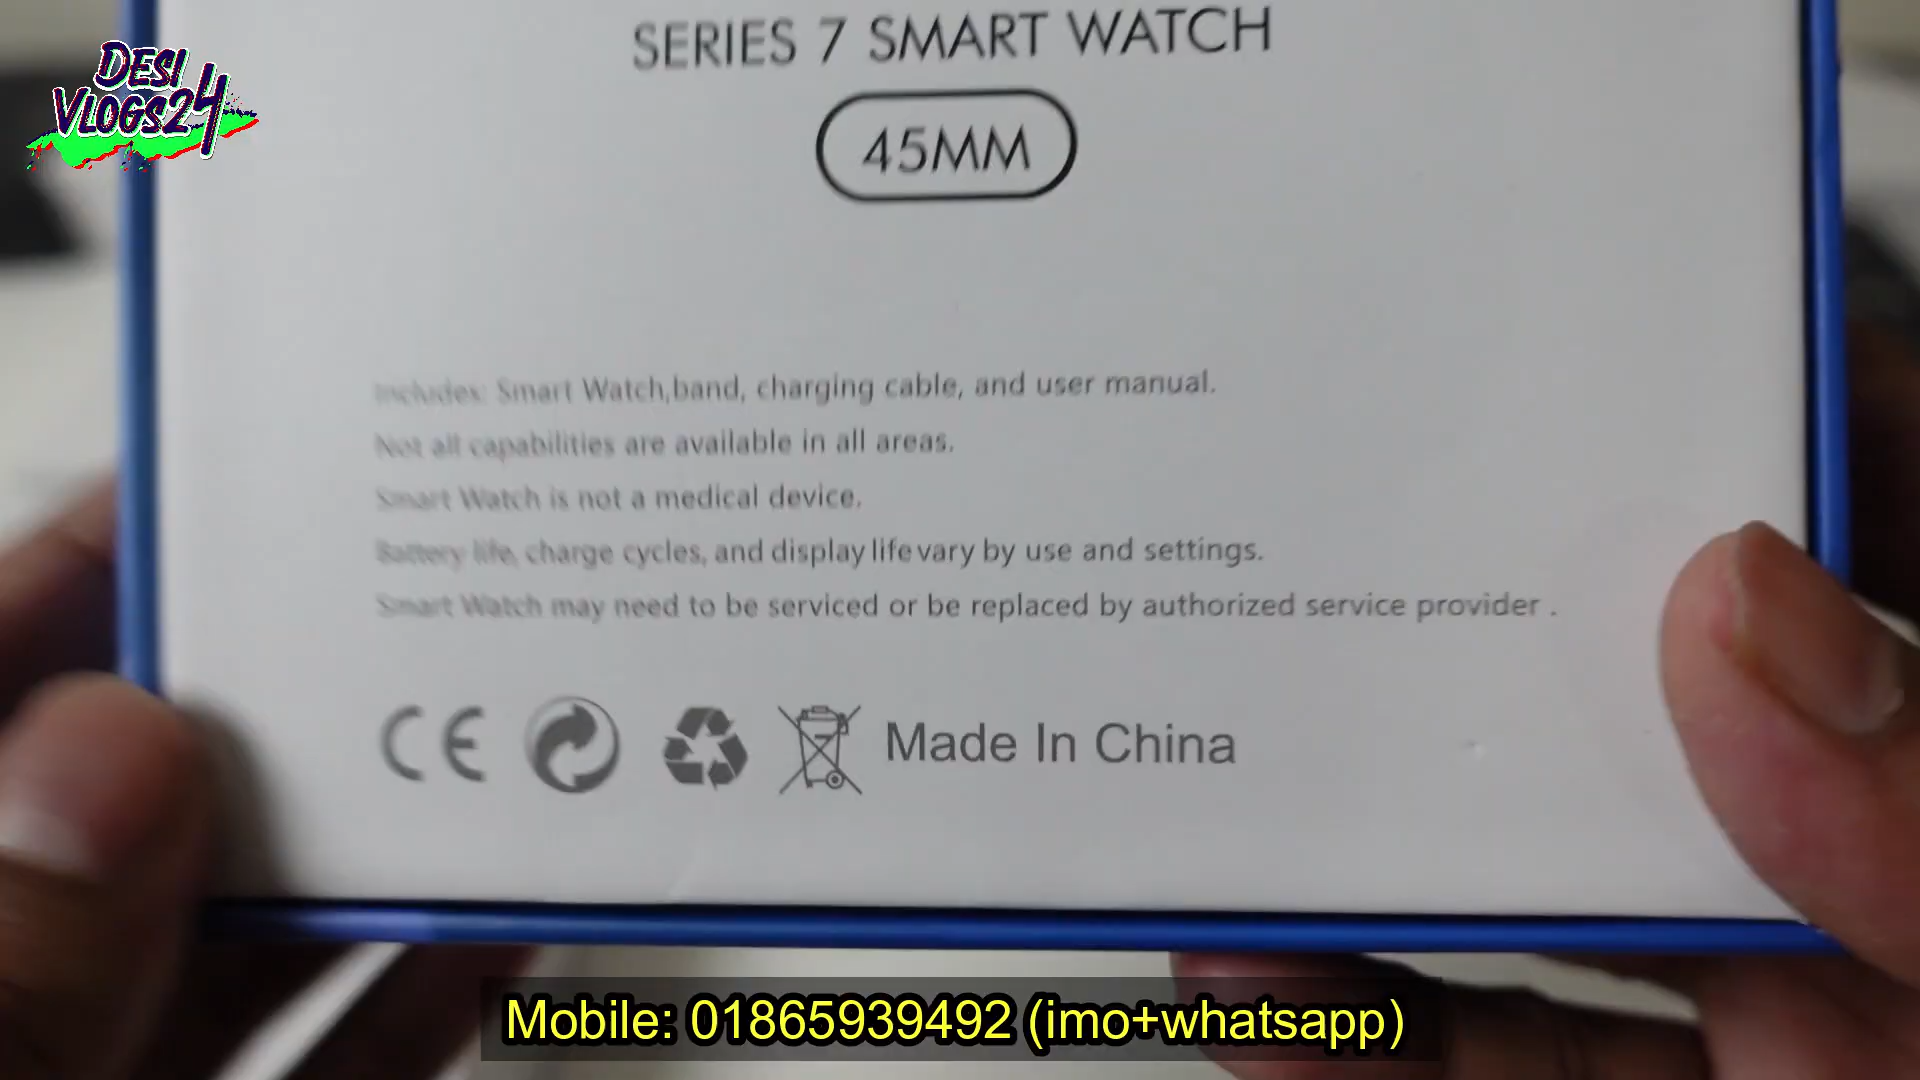 DESI
VLOGS24
SERIES 7 SMART WATCH
45MM
Includes: Smart Watch,band, charging cable, and user manual.
Not all capabilities are available in all areas.
Smart Watch is not a medical device.
Battery life, charge cycles, and display life vary by use and settings.
Smart Watch may need to be serviced or be replaced by authorized service provider .
CE
Made In China
Mobile: 01865939492 (imo+whatsapp)